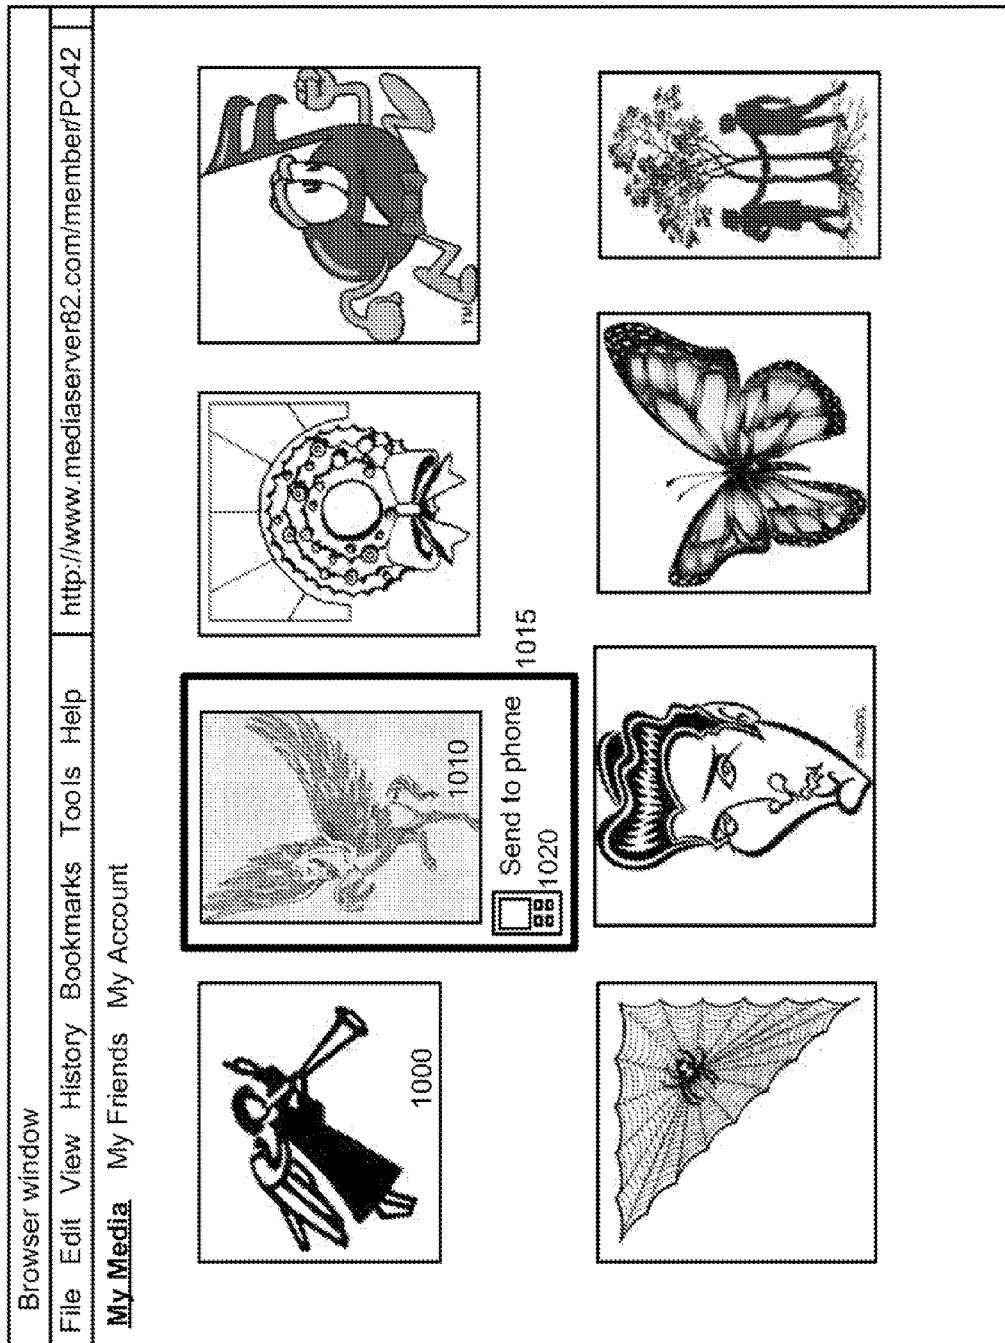 Browser window
File Edit View History Bookmarks Tools Help http://www.mediaserver82.com/member/PC42
My Media My Friends My Account
1000
1010
Send to phone
1020
1015
TM